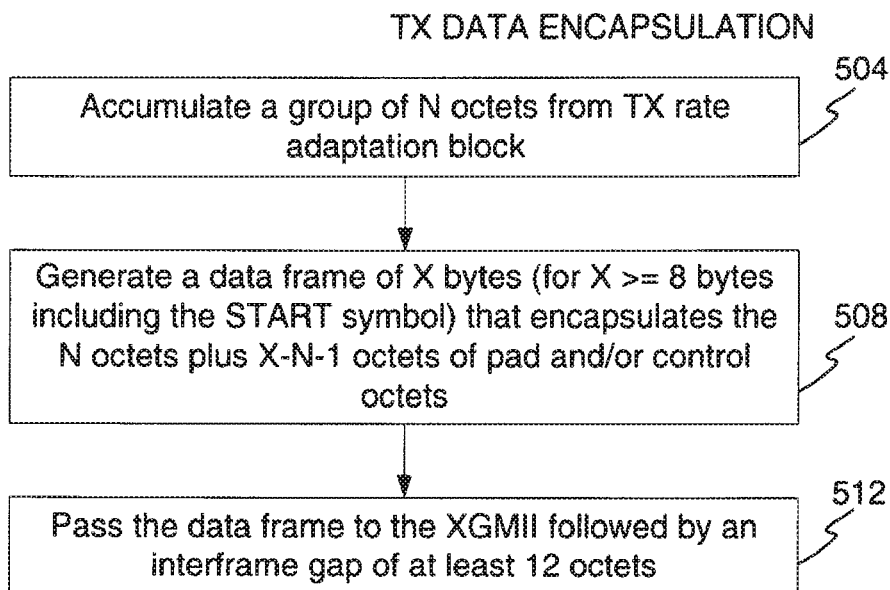 TX DATA ENCAPSULATION
504
Accumulate a group of N octets from TX rate
adaptation block
Generate a data frame of X bytes (for X >= 8 bytes
including the START symbol) that encapsulates the
N octets plus X-N-1 octets of pad and/or control
octets
508
512
Pass the data frame to the XGMII followed by an
interframe gap of at least 12 octets